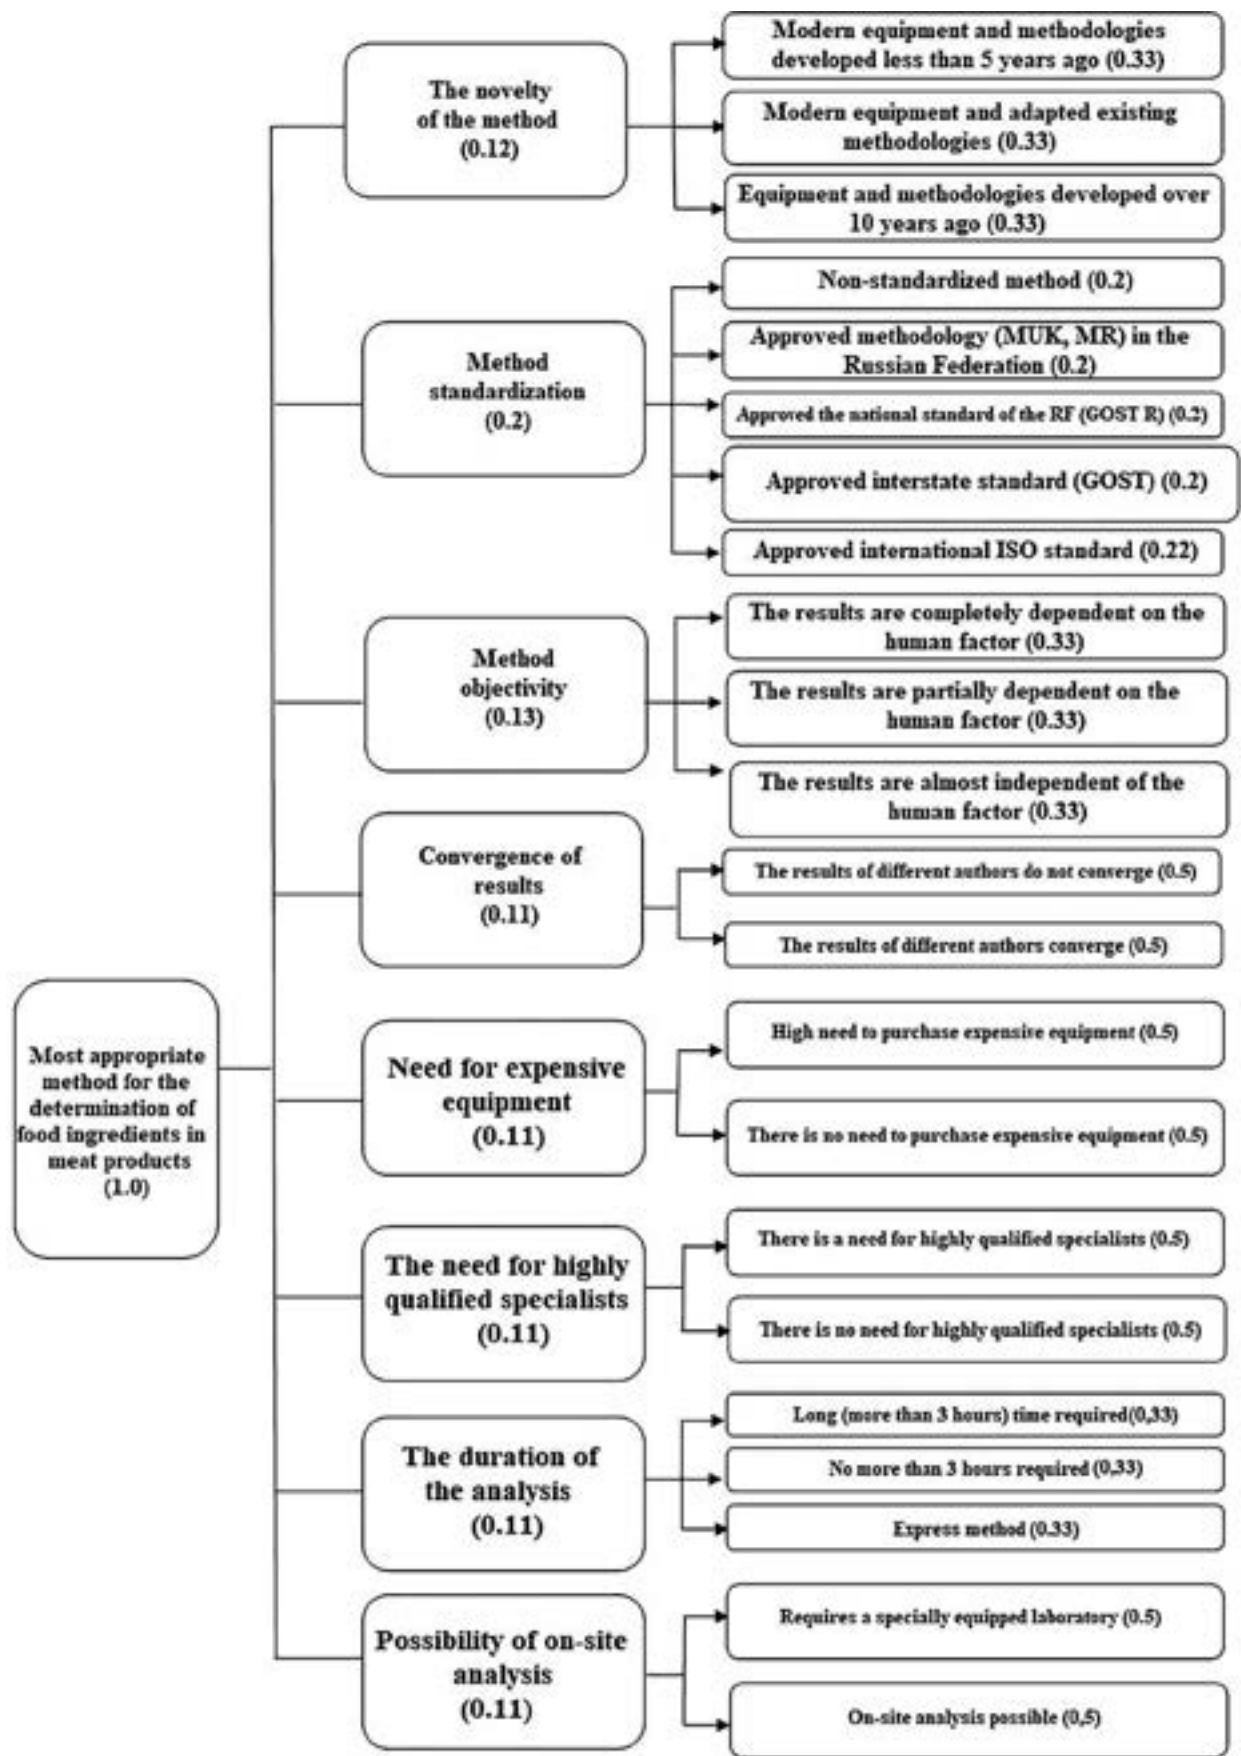 Most appropriate
method for the
determination of
food ingredients in
meat products
(1.0)
The novelty
of the method
(0.12)
Modern equipment and methodologies
developed less than 5 years ago (0.33)
Modern equipment and adapted existing
methodologies (0.33)
Equipment and methodologies developed over
10 years ago (0.33)
Method
standardization
(0.2)
Non-standardized method (0.2)
Approved methodology (MUK, MR) in the
Russian Federation (0.2)
Approved the national standard of the RF (GOST R) (0.2)
Approved interstate standard (GOST) (0.2)
Approved international ISO standard (0.22)
Method
objectivity
(0.13)
The results are completely dependent on the
human factor (0.33)
The results are partially dependent on the
human factor (0.33)
The results are almost independent of the
human factor (0.33)
Convergence of
results
(0.11)
The results of different authors do not converge (0.5)
The results of different authors converge (0.5)
Need for expensive
equipment
(0.11)
High need to purchase expensive equipment (0.5)
There is no need to purchase expensive equipment (0.5)
The need for highly
qualified specialists
(0.11)
There is a need for highly qualified specialists (0.5)
There is no need for highly qualified specialists (0.5)
The duration of
the analysis
(0.11)
Long (more than 3 hours) time required(0,33)
No more than 3 hours required (0,33)
Express method (0.33)
Possibility of on-site
analysis
(0.11)
Requires a specially equipped laboratory (0.5)
On-site analysis possible (0,5)